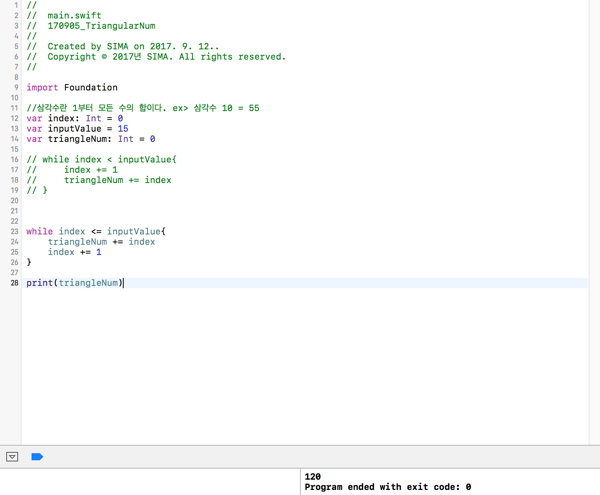 1 //
2 //  main.swift
3 //  170905_TriangularNum
4 //
5 //  Created by SIMA on 2017. 9. 12..
6 //  Copyright © 2017년 SIMA. All rights reserved.
7 //
8
9 import Foundation
10
11 //삼각수란 1부터 모든 수의 합이다. ex> 삼각수 10 = 55
12 var index: Int = 0
13 var inputValue = 15
14 var triangleNum: Int = 0
15
16 // while index < inputValue{
17 //     index += 1
18 //     triangleNum += index
19 // }
20
21
22
23 while index <= inputValue{
24     triangleNum += index
25     index += 1
26 }
27
28 print(triangleNum)
120
Program ended with exit code: 0